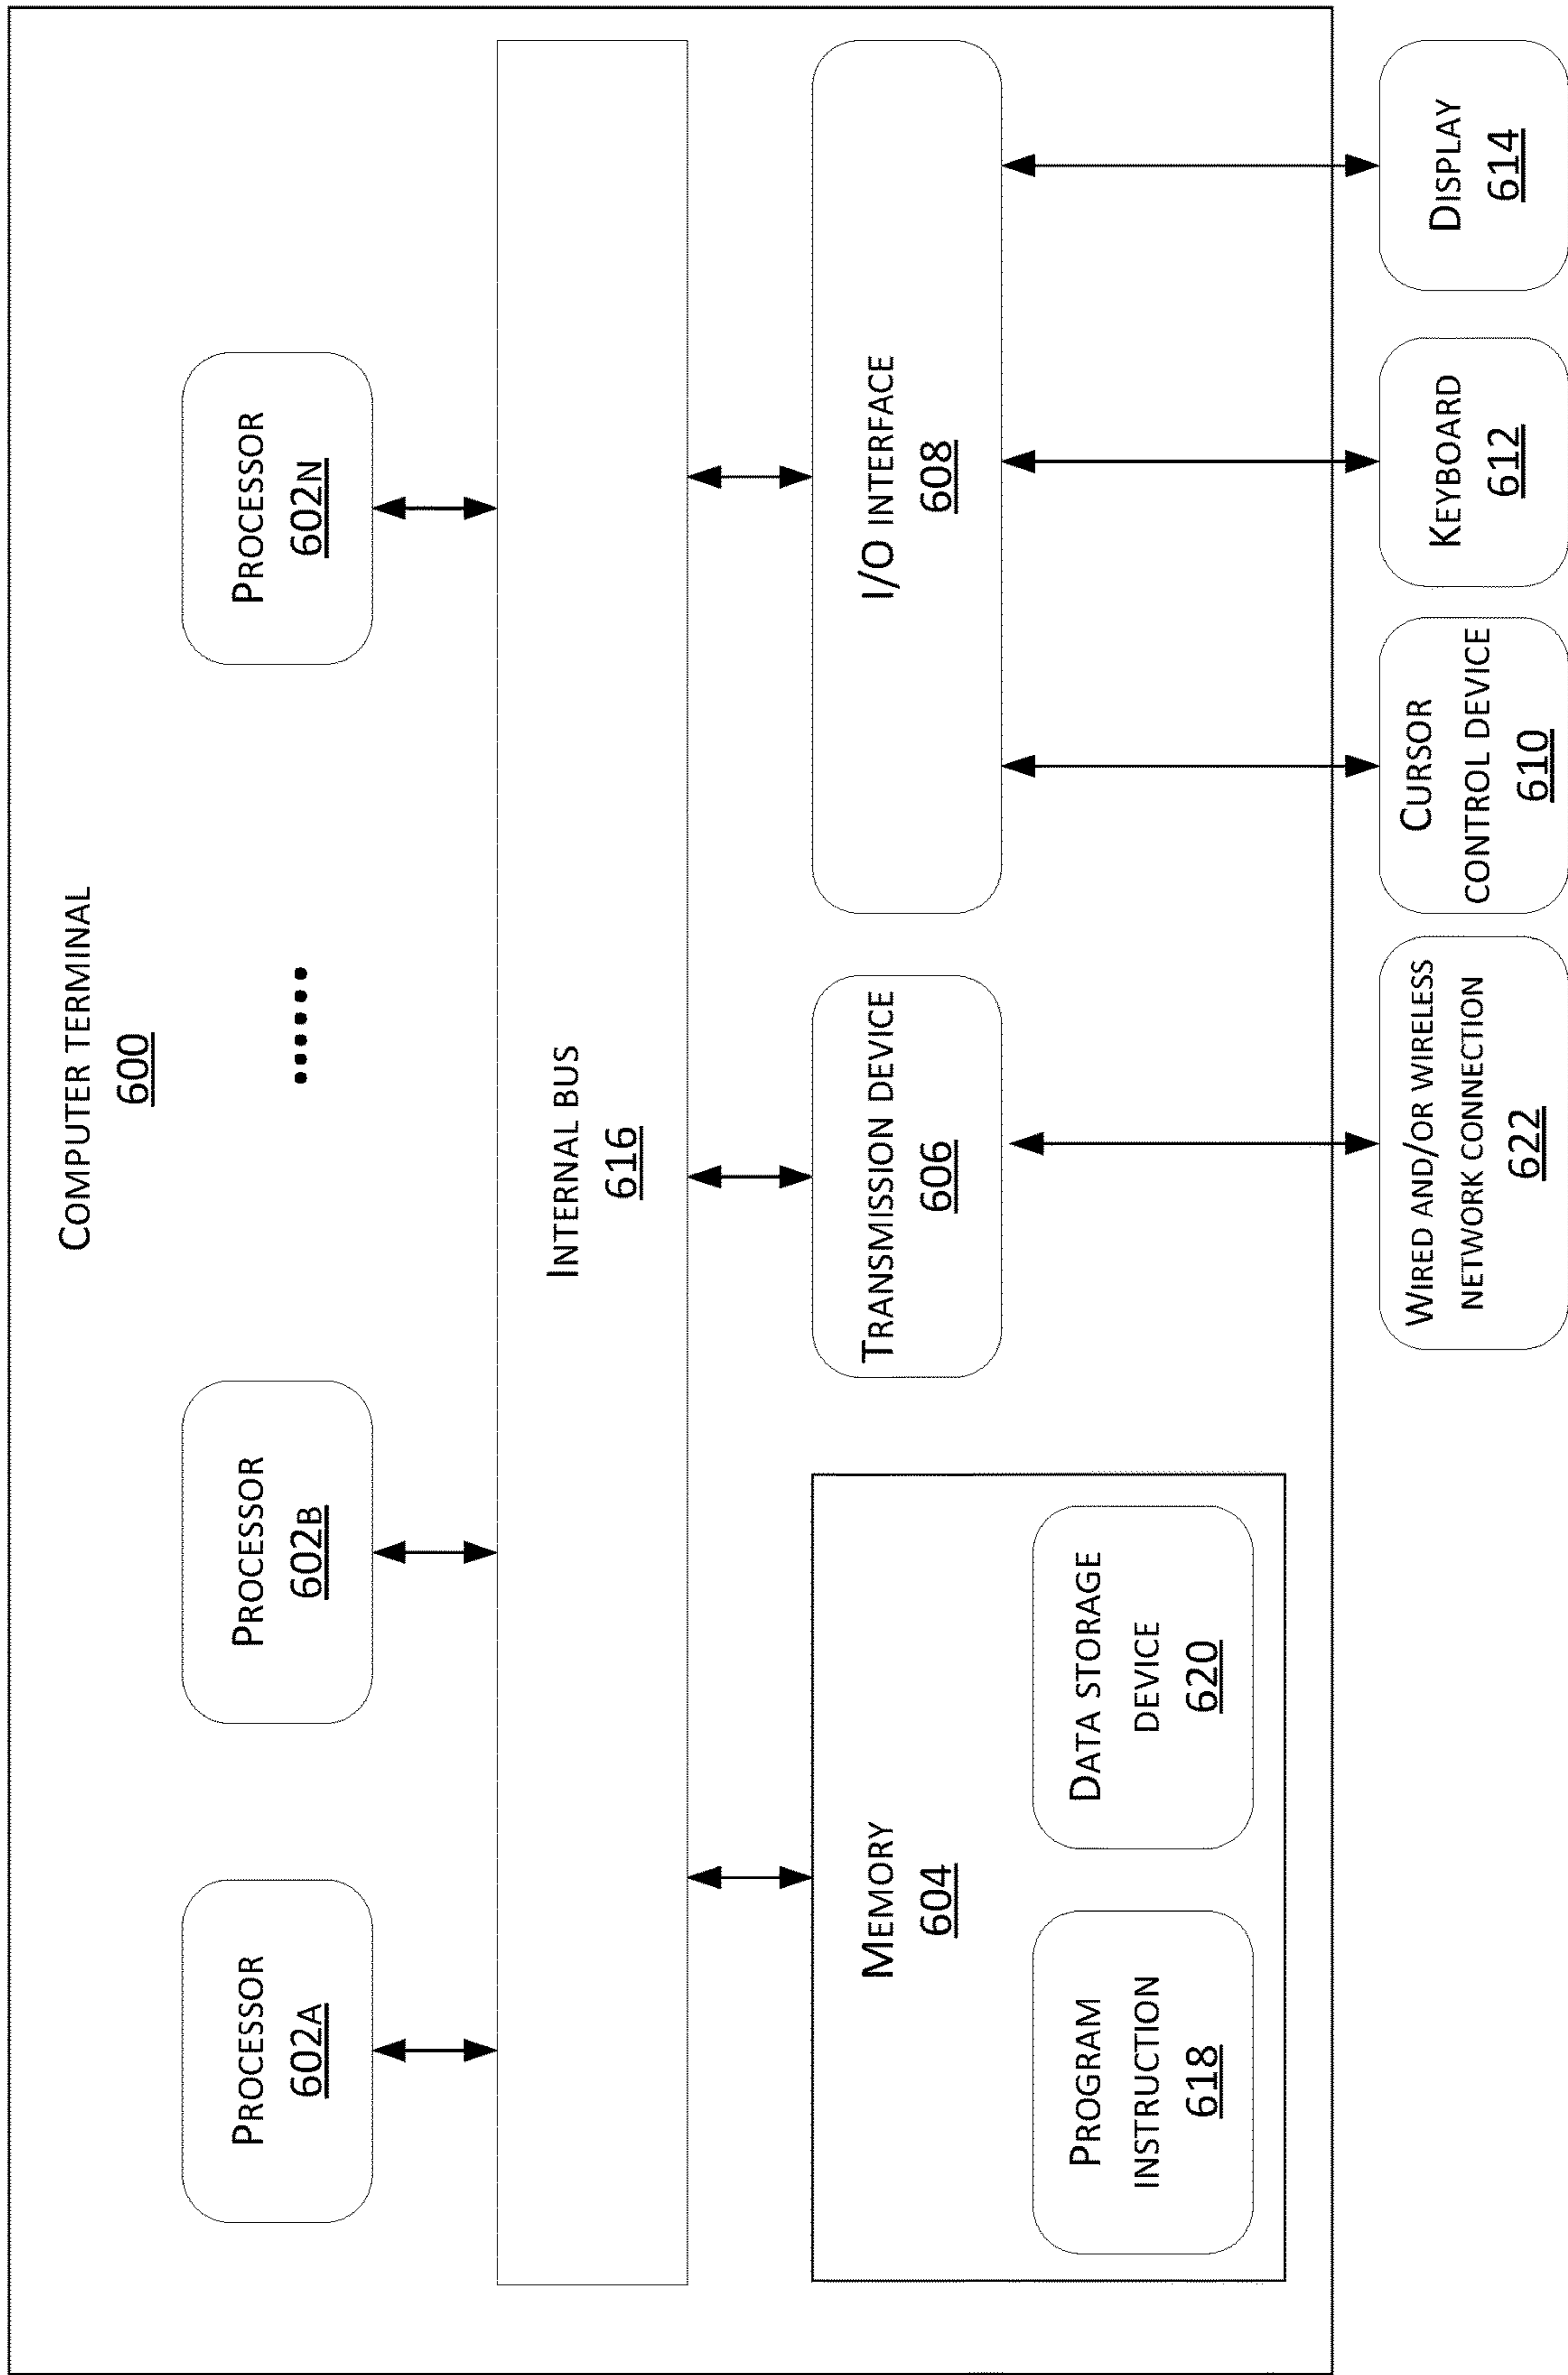 COMPUTER TERMINAL
600
PROCESSOR
602A
PROCESSOR
602B
......
PROCESSOR
602N
INTERNAL BUS
616
MEMORY
604
PROGRAM
INSTRUCTION
618
DATA STORAGE
DEVICE
620
TRANSMISSION DEVICE
606
I/O INTERFACE
608
WIRED AND/OR WIRELESS
NETWORK CONNECTION
622
CURSOR
CONTROL DEVICE
610
KEYBOARD
612
DISPLAY
614